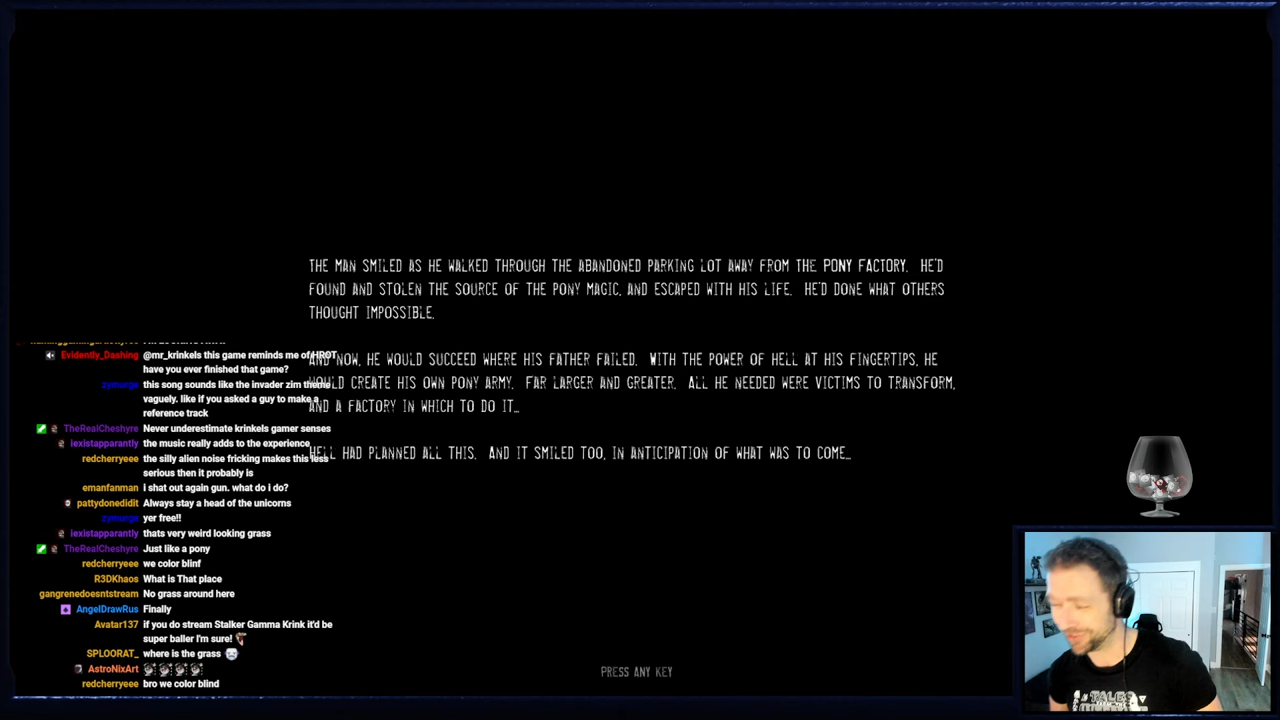 THE MAN SMILED AS HE WALKED THROUGH THE ABANDONED PARKING LOT AWAY FROM THE PONY FACTORY. HE'D
FOUND AND STOLEN THE SOURCE OF THE PONY MAGIC, AND ESCAPED WITH HIS LIFE. HE'D DONE WHAT OTHERS
THOUGHT IMPOSSIBLE.
AND NOW, HE WOULD SUCCEED WHERE HIS FATHER FAILED. WITH THE POWER OF HELL AT HIS FINGERTIPS, HE
WOULD CREATE HIS OWN PONY ARMY. FAR LARGER AND GREATER. ALL HE NEEDED WERE VICTIMS TO TRANSFORM,
AND A FACTORY IN WHICH TO DO IT...
HELL HAD PLANNED ALL THIS. AND IT SMILED TOO, IN ANTICIPATION OF WHAT WAS TO COME...
PRESS ANY KEY
Evidently_Dashing @mr_krinkels this game reminds me of HROT
have you ever finished that game?
zymurge this song sounds like the invader zim theme
vaguely. like if you asked a guy to make a
reference track
TheRealCheshyre Never underestimate krinkels gamer senses
iexistapparantly the music really adds to the experience
redcherryeee the silly alien noise fricking makes this less
serious then it probably is
emanfanman i shat out again gun. what do i do?
pattydonedidit Always stay a head of the unicorns
zymurge yer free!!
iexistapparantly thats very weird looking grass
TheRealCheshyre Just like a pony
redcherryeee we color blinf
R3DKhaos What is That place
gangrenedoesntstream No grass around here
AngelDrawRus Finally
Avatar137 if you do stream Stalker Gamma Krink it'd be
super baller I'm sure!
SPLOORAT_ where is the grass
AstroNixArt
redcherryeee bro we color blind
TALES